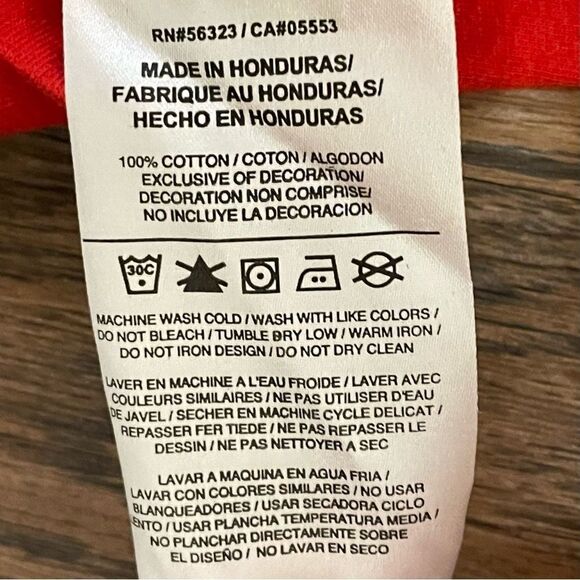 RN#56323 / CA#05553
MADE IN HONDURAS/
FABRIQUE AU HONDURAS/
HECHO EN HONDURAS
100% COTTON / COTON / ALGODON
EXCLUSIVE OF DECORATION/
DECORATION NON COMPRISE/
NO INCLUYE LA DECORACION
30C
MACHINE WASH COLD / WASH WITH LIKE COLORS /
DO NOT BLEACH / TUMBLE DRY LOW / WARM IRON /
DO NOT IRON DESIGN / DO NOT DRY CLEAN
LAVER EN MACHINE A L'EAU FROIDE / LAVER AVEC
COULEURS SIMILAIRES / NE PAS UTILISER D'EAU
DE JAVEL / SECHER EN MACHINE CYCLE DELICAT /
REPASSER FER TIEDE / NE PAS REPASSER LE
DESSIN / NE PAS NETTOYER A SEC
LAVAR A MAQUINA EN AGUA FRIA /
LAVAR CON COLORES SIMILARES / NO USAR
BLANQUEADORES / USAR SECADORA CICLO
ENTO / USAR PLANCHA TEMPERATURA MEDIA /
NO PLANCHAR DIRECTAMENTE SOBRE
EL DISEÑO / NO LAVAR EN SECO